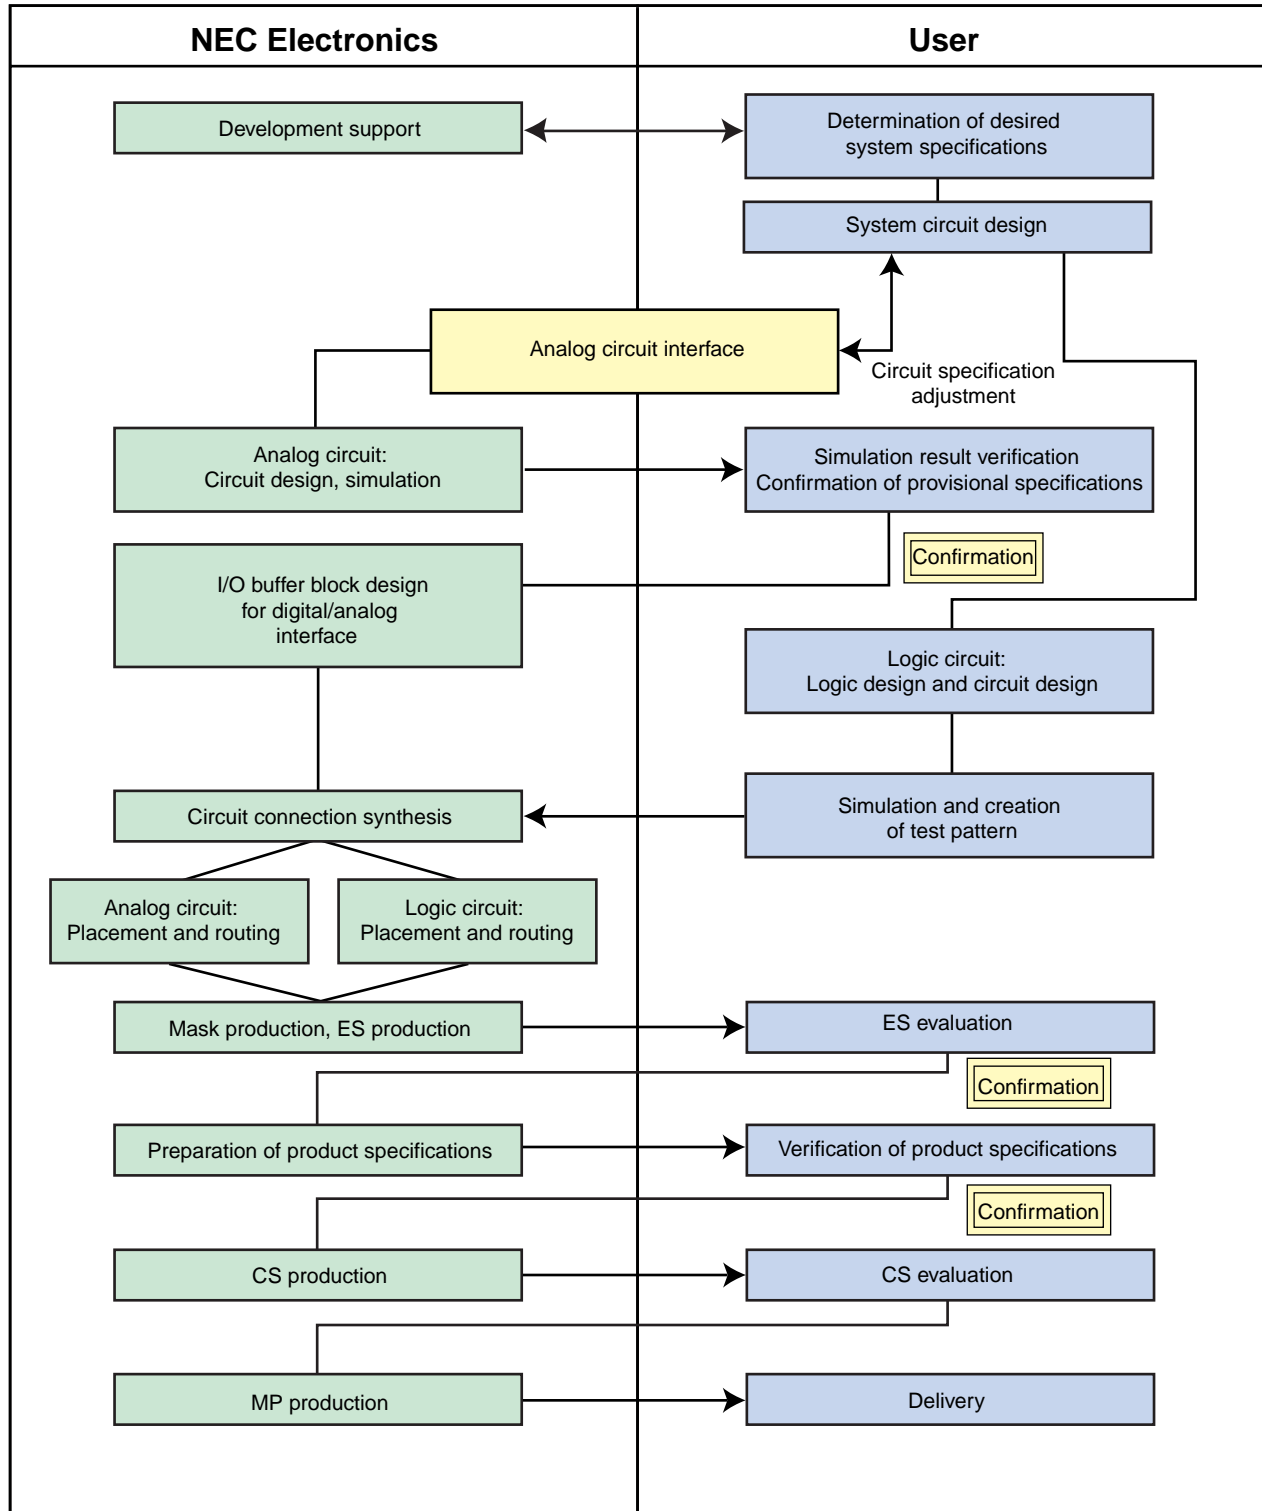 NEC Electronics
User
Development support
Determination of desired
system specifications
System circuit design
Analog circuit interface
Circuit specification
adjustment
Analog circuit:
Circuit design, simulation
Simulation result verification
Confirmation of provisional specifications
Confirmation
I/O buffer block design
for digital/analog
interface
Logic circuit:
Logic design and circuit design
Circuit connection synthesis
Simulation and creation
of test pattern
Analog circuit:
Placement and routing
Logic circuit:
Placement and routing
Mask production, ES production
ES evaluation
Confirmation
Preparation of product specifications
Verification of product specifications
Confirmation
CS production
CS evaluation
MP production
Delivery